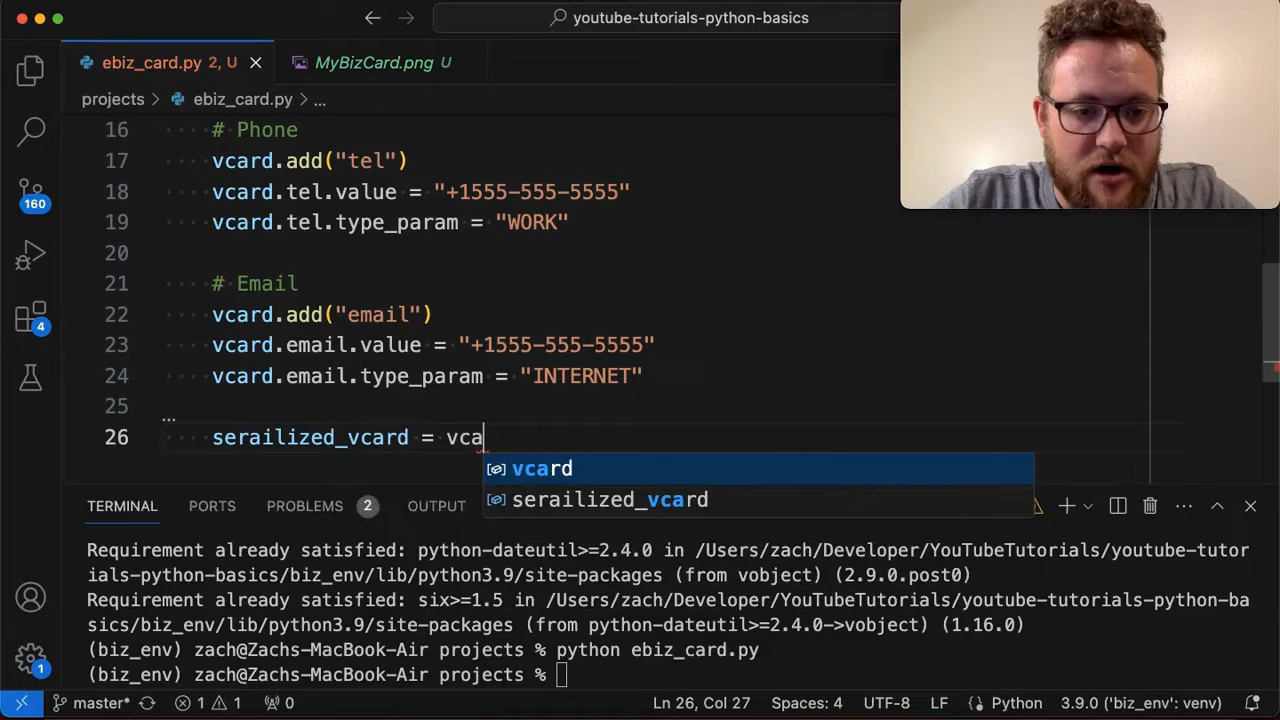 youtube-tutorials-python-basics
ebiz_card.py 2, U
MyBizCard.png U
projects > ebiz_card.py > ...
16 # Phone
17 vcard.add("tel")
18 vcard.tel.value = "+1555-555-5555"
19 vcard.tel.type_param = "WORK"
20
21 # Email
22 vcard.add("email")
23 vcard.email.value = "+1555-555-5555"
24 vcard.email.type_param = "INTERNET"
25
26 serailized_vcard = vca
vcard
serailized_vcard
160
4
1
TERMINAL PORTS PROBLEMS 2 OUTPUT
Requirement already satisfied: python-dateutil>=2.4.0 in /Users/zach/Developer/YouTubeTutorials/youtube-tutor
ials-python-basics/biz_env/lib/python3.9/site-packages (from vobject) (2.9.0.post0)
Requirement already satisfied: six>=1.5 in /Users/zach/Developer/YouTubeTutorials/youtube-tutorials-python-ba
sics/biz_env/lib/python3.9/site-packages (from python-dateutil>=2.4.0->vobject) (1.16.0)
(biz_env) zach@Zachs-MacBook-Air projects % python ebiz_card.py
(biz_env) zach@Zachs-MacBook-Air projects %
master* 1 1 0 Ln 26, Col 27 Spaces: 4 UTF-8 LF Python 3.9.0 ('biz_env': venv)